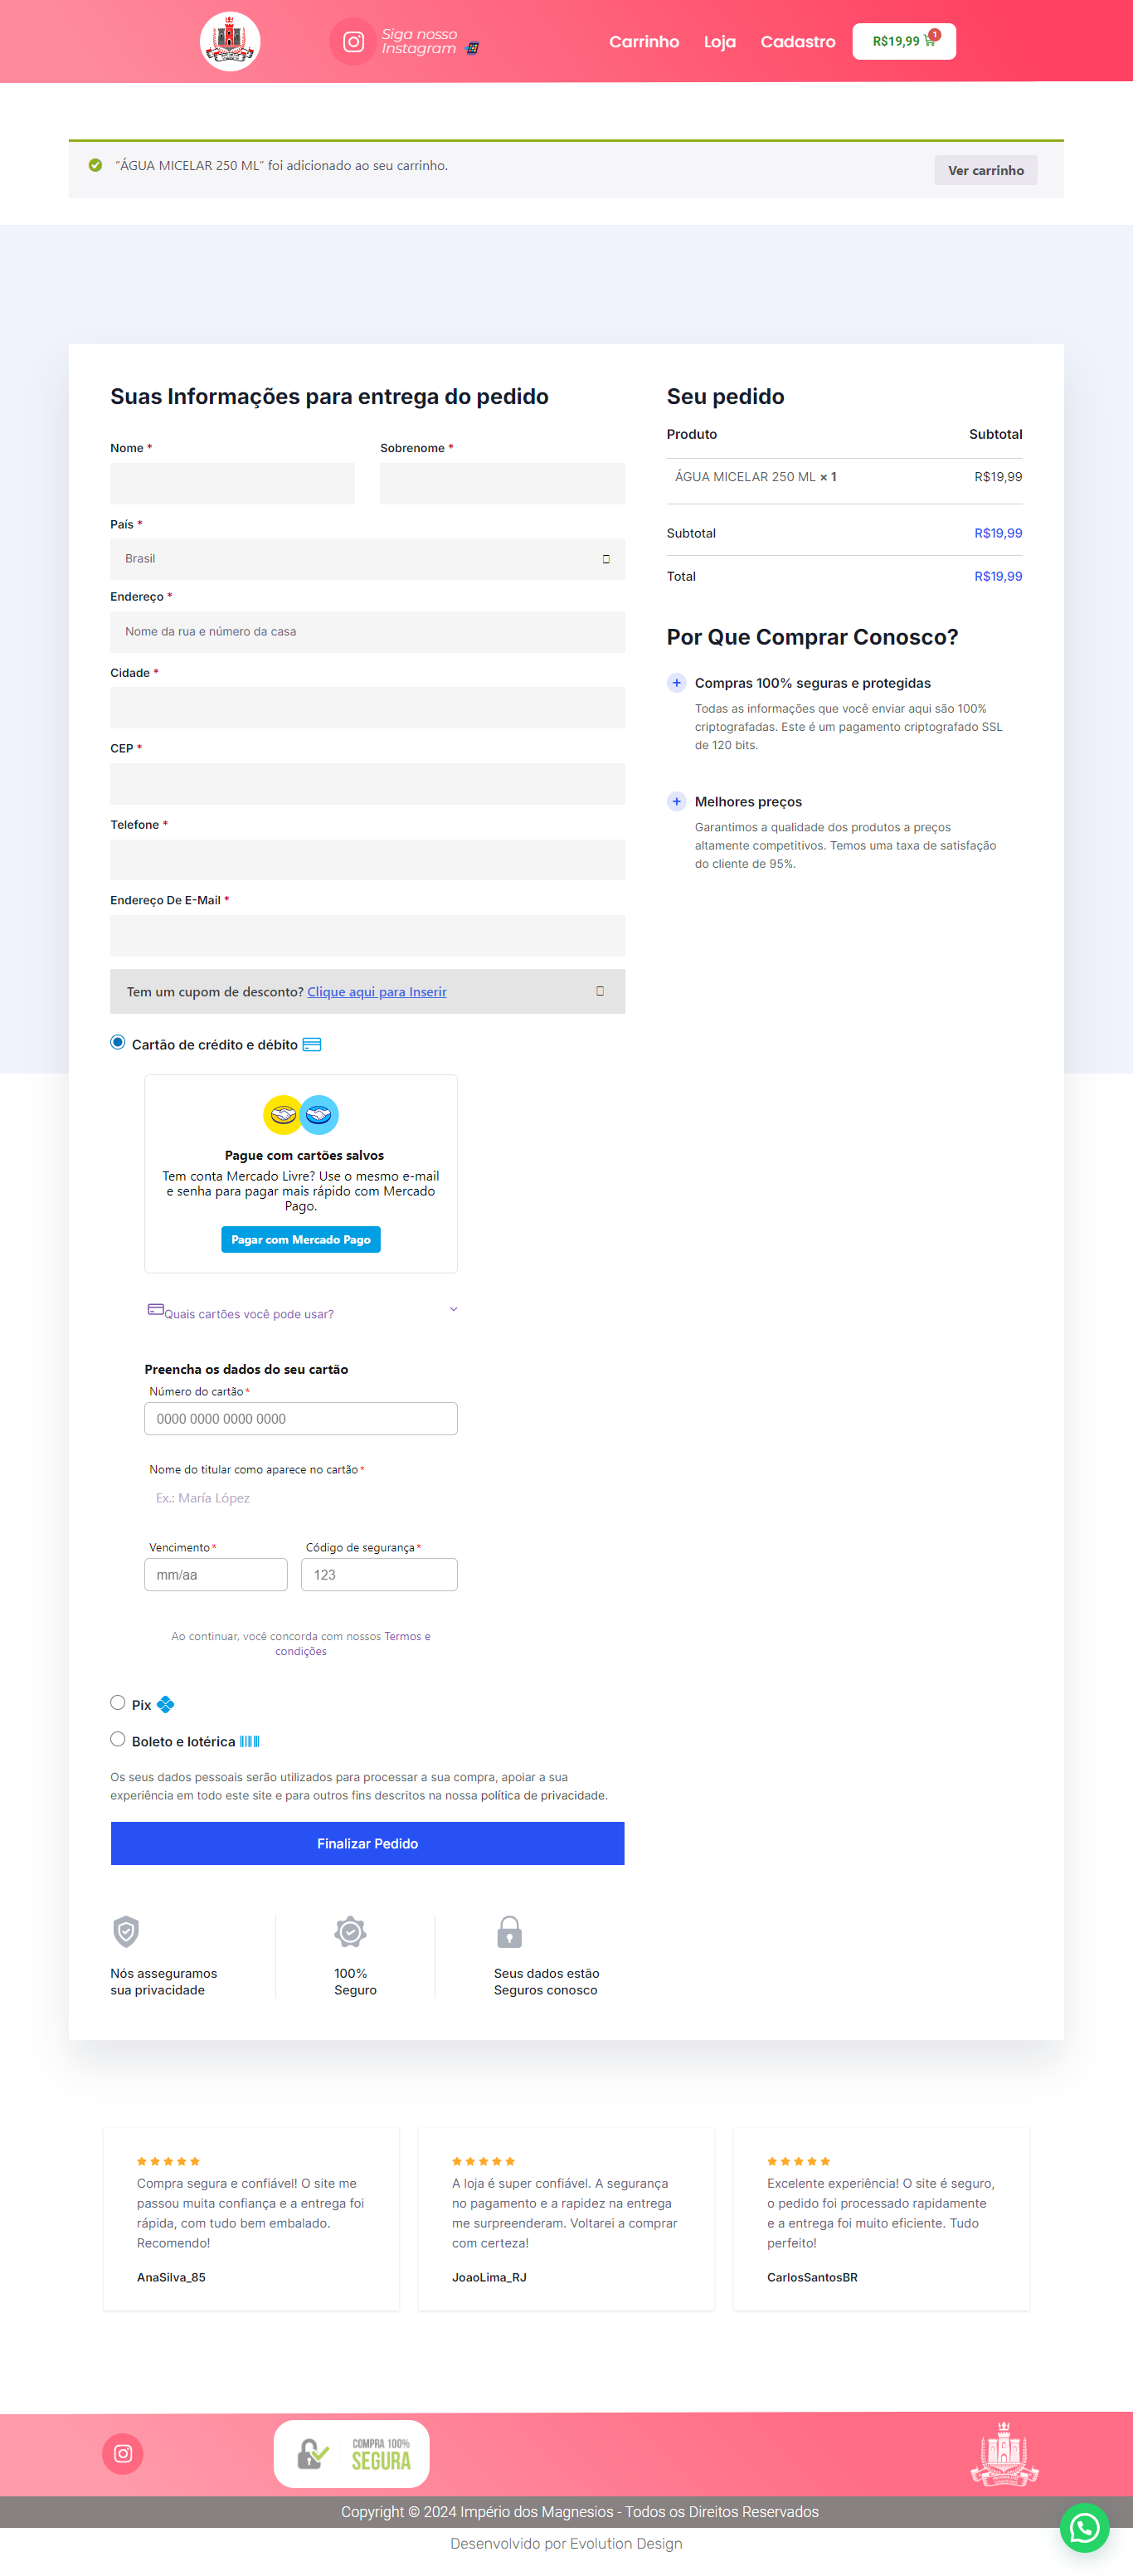 Siga nosso
Instagram
Carrinho
Loja
Cadastro
R$19,99
1
“ÁGUA MICELAR 250 ML” foi adicionado ao seu carrinho.
Ver carrinho
Suas Informações para entrega do pedido
Nome *
Sobrenome *
País *
Brasil
Endereço *
Nome da rua e número da casa
Cidade *
CEP *
Telefone *
Endereço De E-Mail *
Tem um cupom de desconto? Clique aqui para Inserir
Cartão de crédito e débito
Pague com cartões salvos
Tem conta Mercado Livre? Use o mesmo e-mail
e senha para pagar mais rápido com Mercado
Pago.
Pagar com Mercado Pago
Quais cartões você pode usar?
Preencha os dados do seu cartão
Número do cartão*
0000 0000 0000 0000
Nome do titular como aparece no cartão*
Ex.: María López
Vencimento*
Código de segurança*
mm/aa
123
Ao continuar, você concorda com nossos Termos e
condições
Pix
Boleto e lotérica
Os seus dados pessoais serão utilizados para processar a sua compra, apoiar a sua
experiência em todo este site e para outros fins descritos na nossa política de privacidade.
Finalizar Pedido
Nós asseguramos
sua privacidade
100%
Seguro
Seus dados estão
Seguros conosco
Seu pedido
Produto
Subtotal
ÁGUA MICELAR 250 ML × 1
R$19,99
Subtotal
R$19,99
Total
R$19,99
Por Que Comprar Conosco?
Compras 100% seguras e protegidas
Todas as informações que você enviar aqui são 100%
criptografadas. Este é um pagamento criptografado SSL
de 120 bits.
Melhores preços
Garantimos a qualidade dos produtos a preços
altamente competitivos. Temos uma taxa de satisfação
do cliente de 95%.
Compra segura e confiável! O site me
passou muita confiança e a entrega foi
rápida, com tudo bem embalado.
Recomendo!
AnaSilva_85
A loja é super confiável. A segurança
no pagamento e a rapidez na entrega
me surpreenderam. Voltarei a comprar
com certeza!
JoaoLima_RJ
Excelente experiência! O site é seguro,
o pedido foi processado rapidamente
e a entrega foi muito eficiente. Tudo
perfeito!
CarlosSantosBR
COMPRA 100%
SEGURA
Copyright © 2024 Império dos Magnesios - Todos os Direitos Reservados
Desenvolvido por Evolution Design